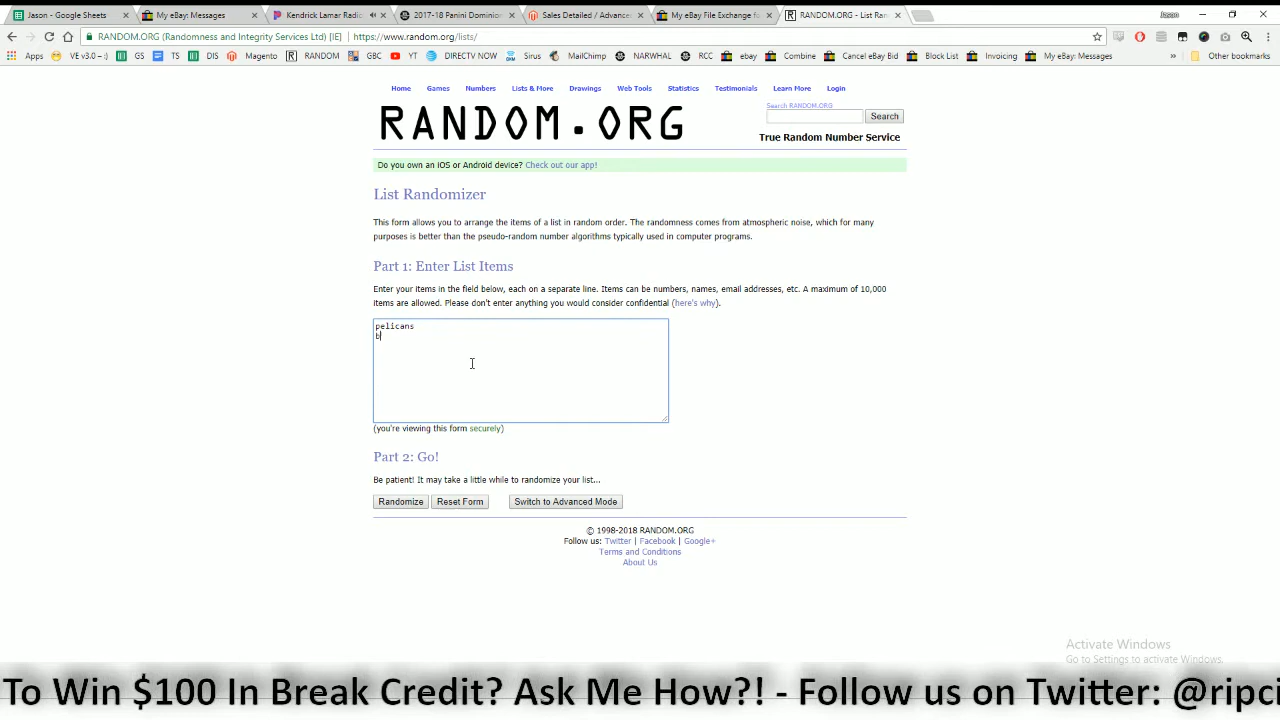 Jason - Google Sheets
My eBay: Messages
Kendrick Lamar Radi
2017-18 Panini Dominio
Sales Detailed / Advance
My eBay File Exchange fo
RANDOM.ORG - List Ran
Jason
RANDOM.ORG (Randomness and Integrity Services Ltd) [IE] https://www.random.org/lists/
Apps VE v3.0 -- :) GS TS DIS Magento RANDOM GBC YT DIRECTV NOW Sirus MailChimp NARWHAL RCC ebay Combine Cancel eBay Bid Block List Invoicing My eBay: Messages » Other bookmarks
Home Games Numbers Lists & More Drawings Web Tools Statistics Testimonials Learn More Login
Search RANDOM.ORG
RANDOM.ORG
Search
True Random Number Service
Do you own an iOS or Android device? Check out our app!
List Randomizer
This form allows you to arrange the items of a list in random order. The randomness comes from atmospheric noise, which for many
purposes is better than the pseudo-random number algorithms typically used in computer programs.
Part 1: Enter List Items
Enter your items in the field below, each on a separate line. Items can be numbers, names, email addresses, etc. A maximum of 10,000
items are allowed. Please don't enter anything you would consider confidential (here's why).
pelicans
b
(you're viewing this form securely)
Part 2: Go!
Be patient! It may take a little while to randomize your list...
Randomize Reset Form Switch to Advanced Mode
© 1998-2018 RANDOM.ORG
Follow us: Twitter | Facebook | Google+
Terms and Conditions
About Us
Activate Windows
Go to Settings to activate Windows.
To Win $100 In Break Credit? Ask Me How?! - Follow us on Twitter: @ripci